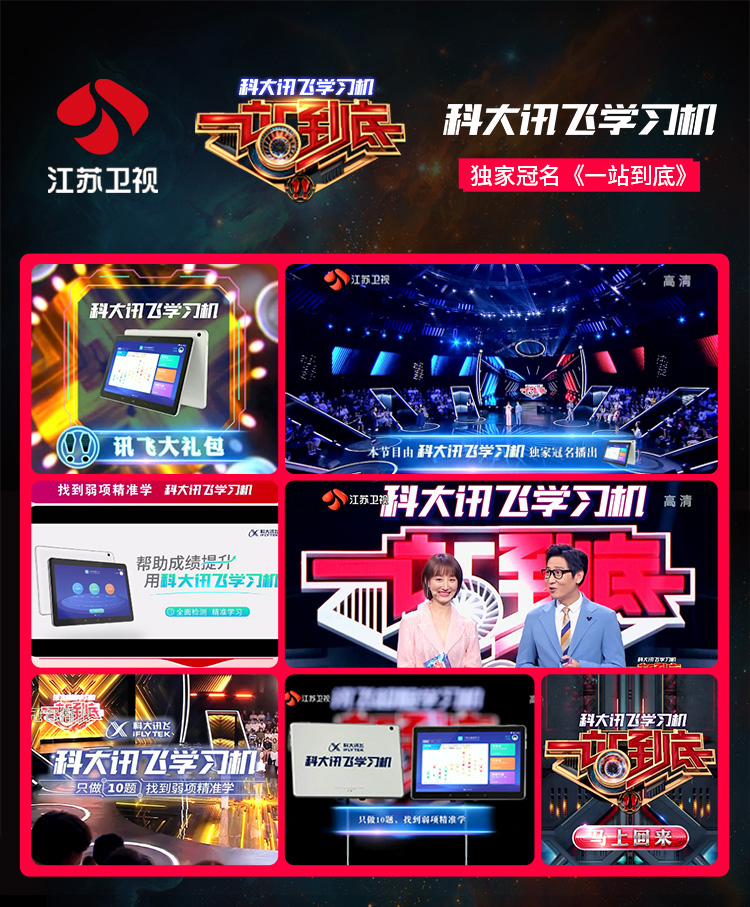 江苏卫视
科大讯飞学习机
一站到底
科大讯飞学习机
独家冠名《一站到底》
科大讯飞学习机
讯飞大礼包
江苏卫视
高清
本节目由 科大讯飞学习机 独家冠名播出
找到弱项精准学 科大讯飞学习机
科大讯飞
iFLYTEK
帮助成绩提升
用科大讯飞学习机
全面检测 精准学习
江苏卫视
高清
科大讯飞学习机
一站到底
一站到底
科大讯飞
iFLYTEK
科大讯飞学习机
只做 10题 找到弱项精准学
江苏卫视
科大讯飞
科大讯飞学习机
只做10题、找到弱项精准学
科大讯飞学习机
一站到底
马上回来